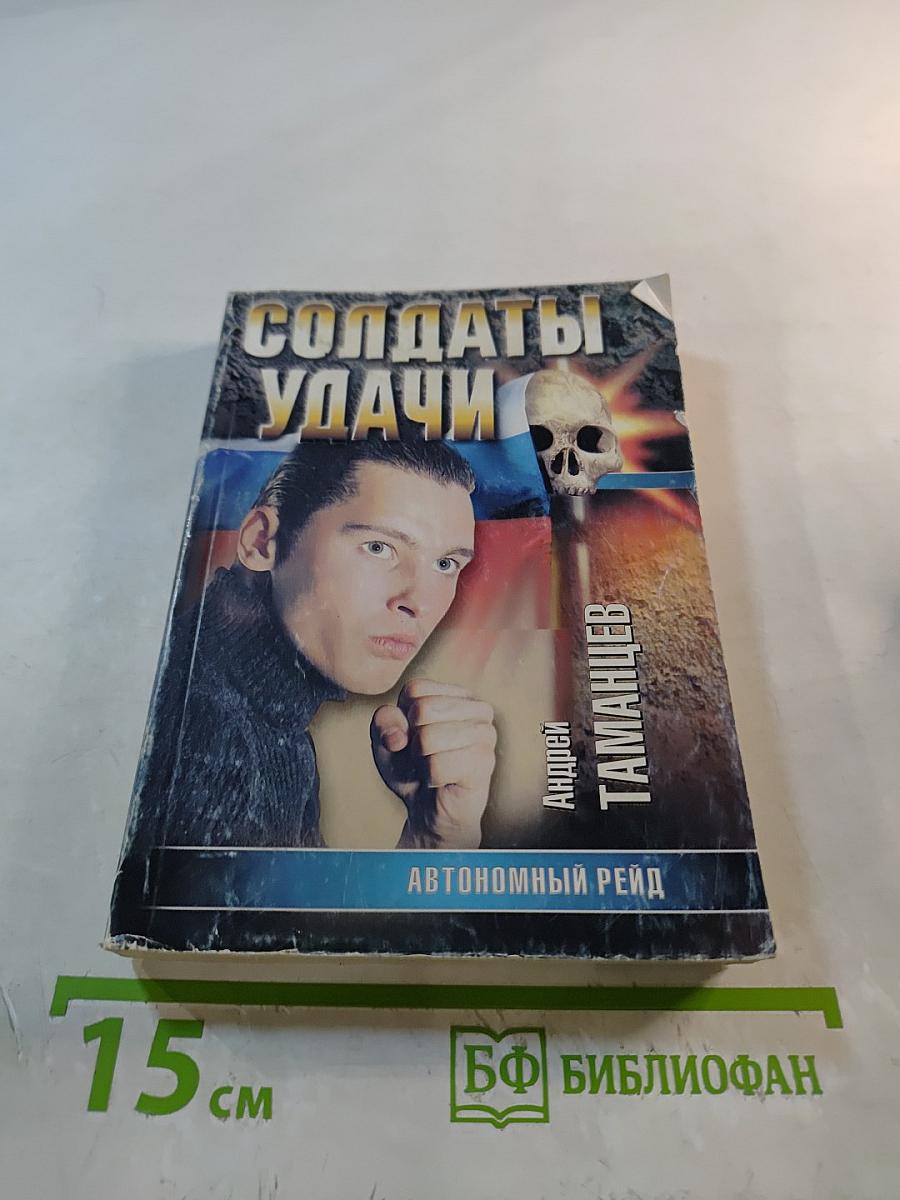 СОЛДАТЫ
УДАЧИ
Андрей
ТАМАНЦЕВ
АВТОНОМНЫЙ РЕЙД
15 см
БФ БИБЛИОФАН